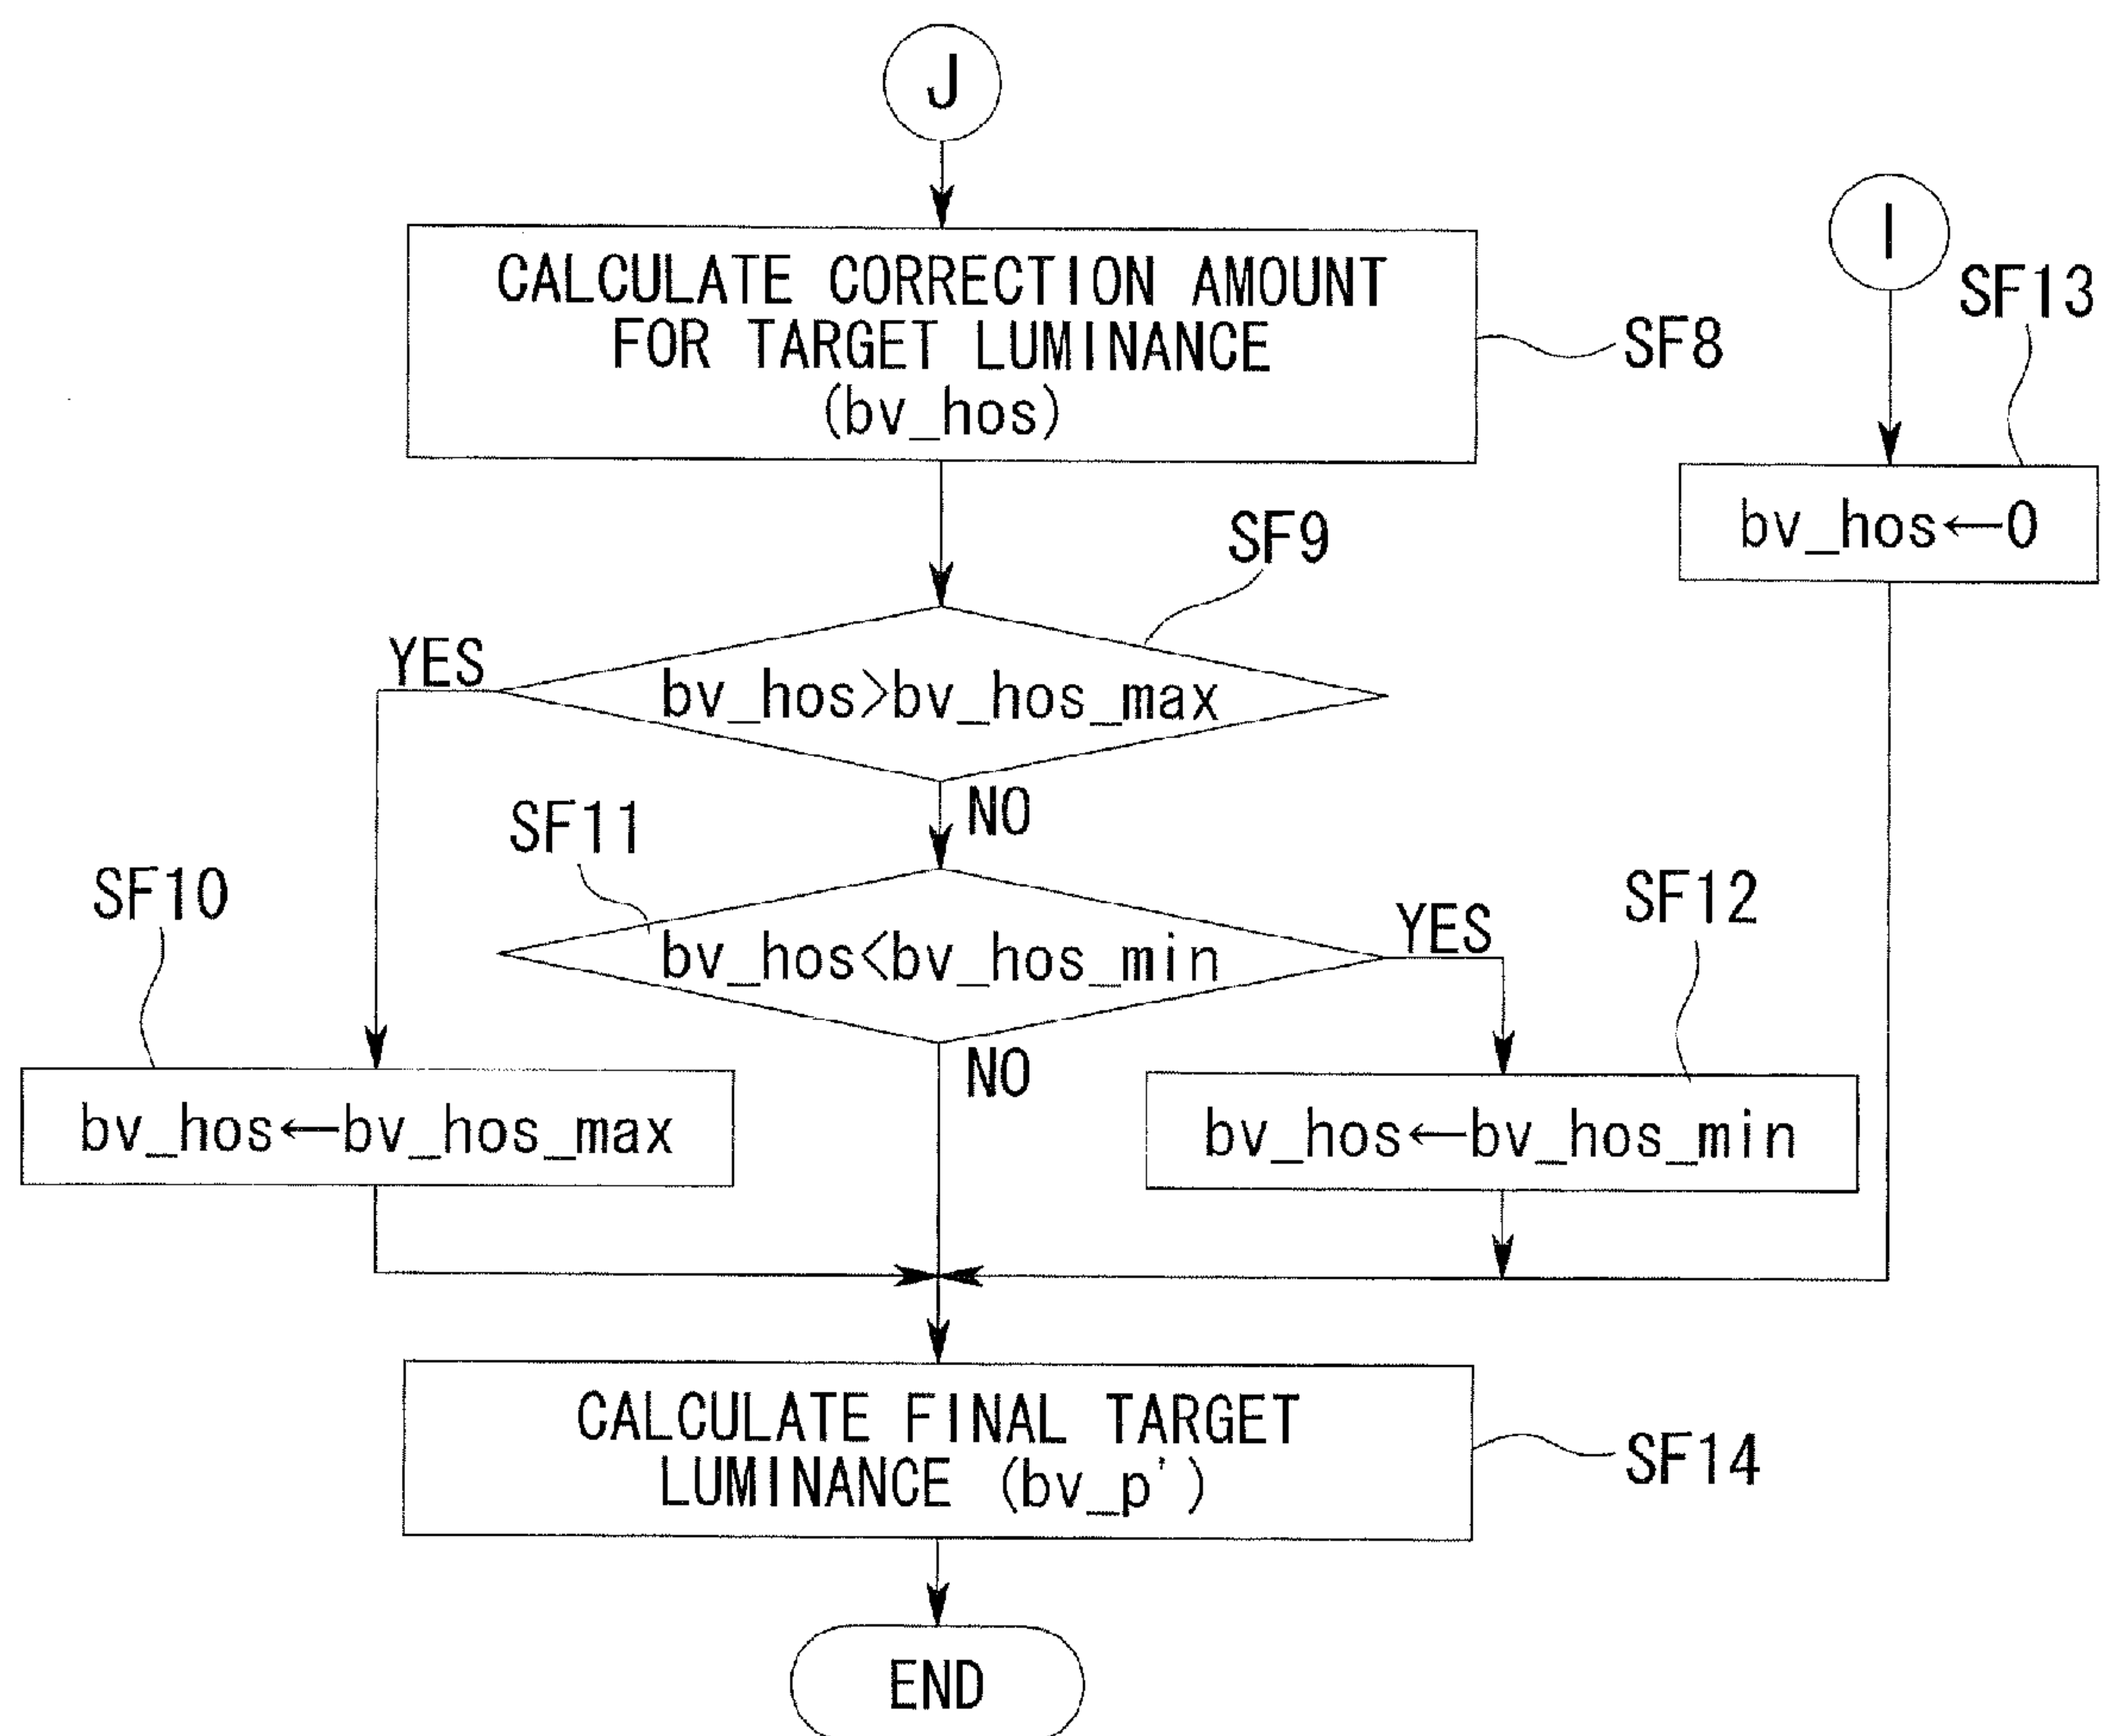 J
I
SF13
CALCULATE CORRECTION AMOUNT
FOR TARGET LUMINANCE
(bv_hos)
SF8
bv_hos←0
SF9
YES
bv_hos>bv_hos_max
NO
SF11
SF10
SF12
YES
bv_hos<bv_hos_min
NO
bv_hos←bv_hos_max
bv_hos←bv_hos_min
CALCULATE FINAL TARGET
LUMINANCE (bv_p')
SF14
END